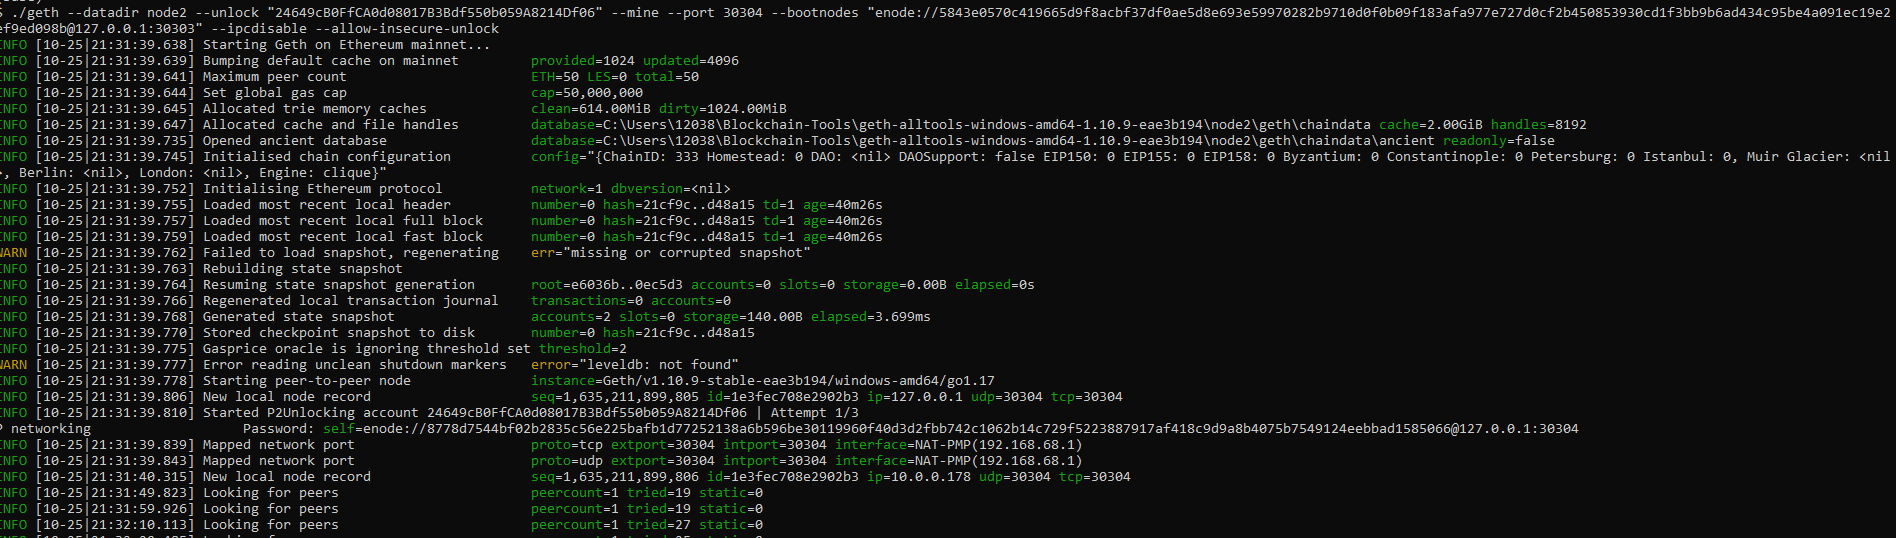 $ ./geth --datadir node2 --unlock "24649cB0FfCA0d08017B3Bdf550b059A8214Df06" --mine --port 30304 --bootnodes "enode://5843e0570c419665d9f8acbf37df0ae5d8e693e59970282b9710d0f0b09f183afa977e727d0cf2b450853930cd1f3bb9b6ad434c95be4a091ec19e2
ef9ed098b@127.0.0.1:30303" --ipcdisable --allow-insecure-unlock
INFO [10-25|21:31:39.638] Starting Geth on Ethereum mainnet...
INFO [10-25|21:31:39.639] Bumping default cache on mainnet provided=1024 updated=4096
INFO [10-25|21:31:39.641] Maximum peer count ETH=50 LES=0 total=50
INFO [10-25|21:31:39.644] Set global gas cap cap=50,000,000
INFO [10-25|21:31:39.645] Allocated trie memory caches clean=614.00MiB dirty=1024.00MiB
INFO [10-25|21:31:39.647] Allocated cache and file handles database=C:\Users\12038\Blockchain-Tools\geth-alltools-windows-amd64-1.10.9-eae3b194\node2\geth\chaindata cache=2.00GiB handles=8192
INFO [10-25|21:31:39.735] Opened ancient database database=C:\Users\12038\Blockchain-Tools\geth-alltools-windows-amd64-1.10.9-eae3b194\node2\geth\chaindata\ancient readonly=false
INFO [10-25|21:31:39.745] Initialised chain configuration config="{ChainID: 333 Homestead: 0 DAO: <nil> DAOSupport: false EIP150: 0 EIP155: 0 EIP158: 0 Byzantium: 0 Constantinople: 0 Petersburg: 0 Istanbul: 0, Muir Glacier: <nil
>, Berlin: <nil>, London: <nil>, Engine: clique}"
INFO [10-25|21:31:39.752] Initialising Ethereum protocol network=1 dbversion=<nil>
INFO [10-25|21:31:39.755] Loaded most recent local header number=0 hash=21cf9c..d48a15 td=1 age=40m26s
INFO [10-25|21:31:39.757] Loaded most recent local full block number=0 hash=21cf9c..d48a15 td=1 age=40m26s
INFO [10-25|21:31:39.759] Loaded most recent local fast block number=0 hash=21cf9c..d48a15 td=1 age=40m26s
WARN [10-25|21:31:39.762] Failed to load snapshot, regenerating err="missing or corrupted snapshot"
INFO [10-25|21:31:39.763] Rebuilding state snapshot
INFO [10-25|21:31:39.764] Resuming state snapshot generation root=e6036b..0ec5d3 accounts=0 slots=0 storage=0.00B elapsed=0s
INFO [10-25|21:31:39.766] Regenerated local transaction journal transactions=0 accounts=0
INFO [10-25|21:31:39.768] Generated state snapshot accounts=2 slots=0 storage=140.00B elapsed=3.699ms
INFO [10-25|21:31:39.770] Stored checkpoint snapshot to disk number=0 hash=21cf9c..d48a15
INFO [10-25|21:31:39.775] Gasprice oracle is ignoring threshold set threshold=2
WARN [10-25|21:31:39.777] Error reading unclean shutdown markers error="leveldb: not found"
INFO [10-25|21:31:39.778] Starting peer-to-peer node instance=Geth/v1.10.9-stable-eae3b194/windows-amd64/go1.17
INFO [10-25|21:31:39.806] New local node record seq=1,635,211,899,805 id=1e3fec708e2902b3 ip=127.0.0.1 udp=30304 tcp=30304
INFO [10-25|21:31:39.810] Started P2Unlocking account 24649cB0FfCA0d08017B3Bdf550b059A8214Df06 | Attempt 1/3
P networking Password: self=enode://8778d7544bf02b2835c56e225bafb1d77252138a6b596be30119960f40d3d2fbb742c1062b14c729f5223887917af418c9d9a8b4075b7549124eebbad1585066@127.0.0.1:30304
INFO [10-25|21:31:39.839] Mapped network port proto=tcp extport=30304 intport=30304 interface=NAT-PMP(192.168.68.1)
INFO [10-25|21:31:39.843] Mapped network port proto=udp extport=30304 intport=30304 interface=NAT-PMP(192.168.68.1)
INFO [10-25|21:31:40.315] New local node record seq=1,635,211,899,806 id=1e3fec708e2902b3 ip=10.0.0.178 udp=30304 tcp=30304
INFO [10-25|21:31:49.823] Looking for peers peercount=1 tried=19 static=0
INFO [10-25|21:31:59.926] Looking for peers peercount=1 tried=19 static=0
INFO [10-25|21:32:10.113] Looking for peers peercount=1 tried=27 static=0